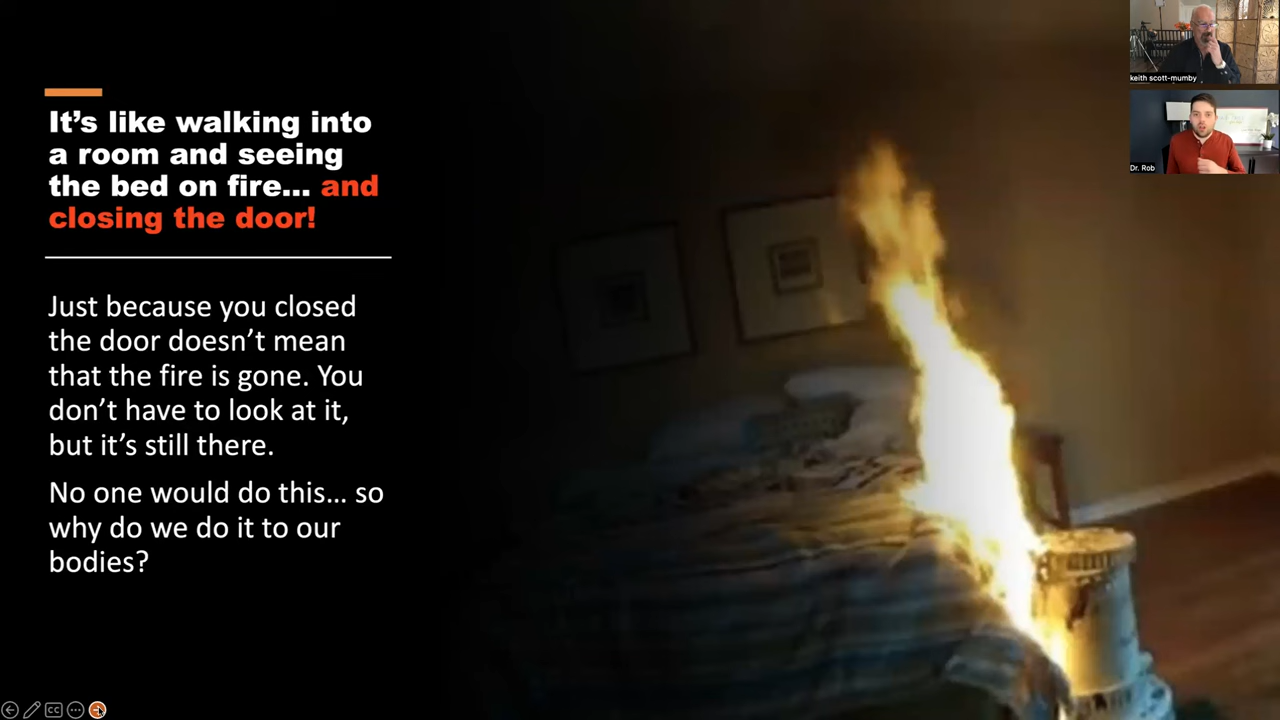 It's like walking into
a room and seeing
the bed on fire... and
closing the door!
Just because you closed
the door doesn't mean
that the fire is gone. You
don't have to look at it,
but it's still there.
No one would do this... so
why do we do it to our
bodies?
keith scott-mumby
Dr. Rob
CC